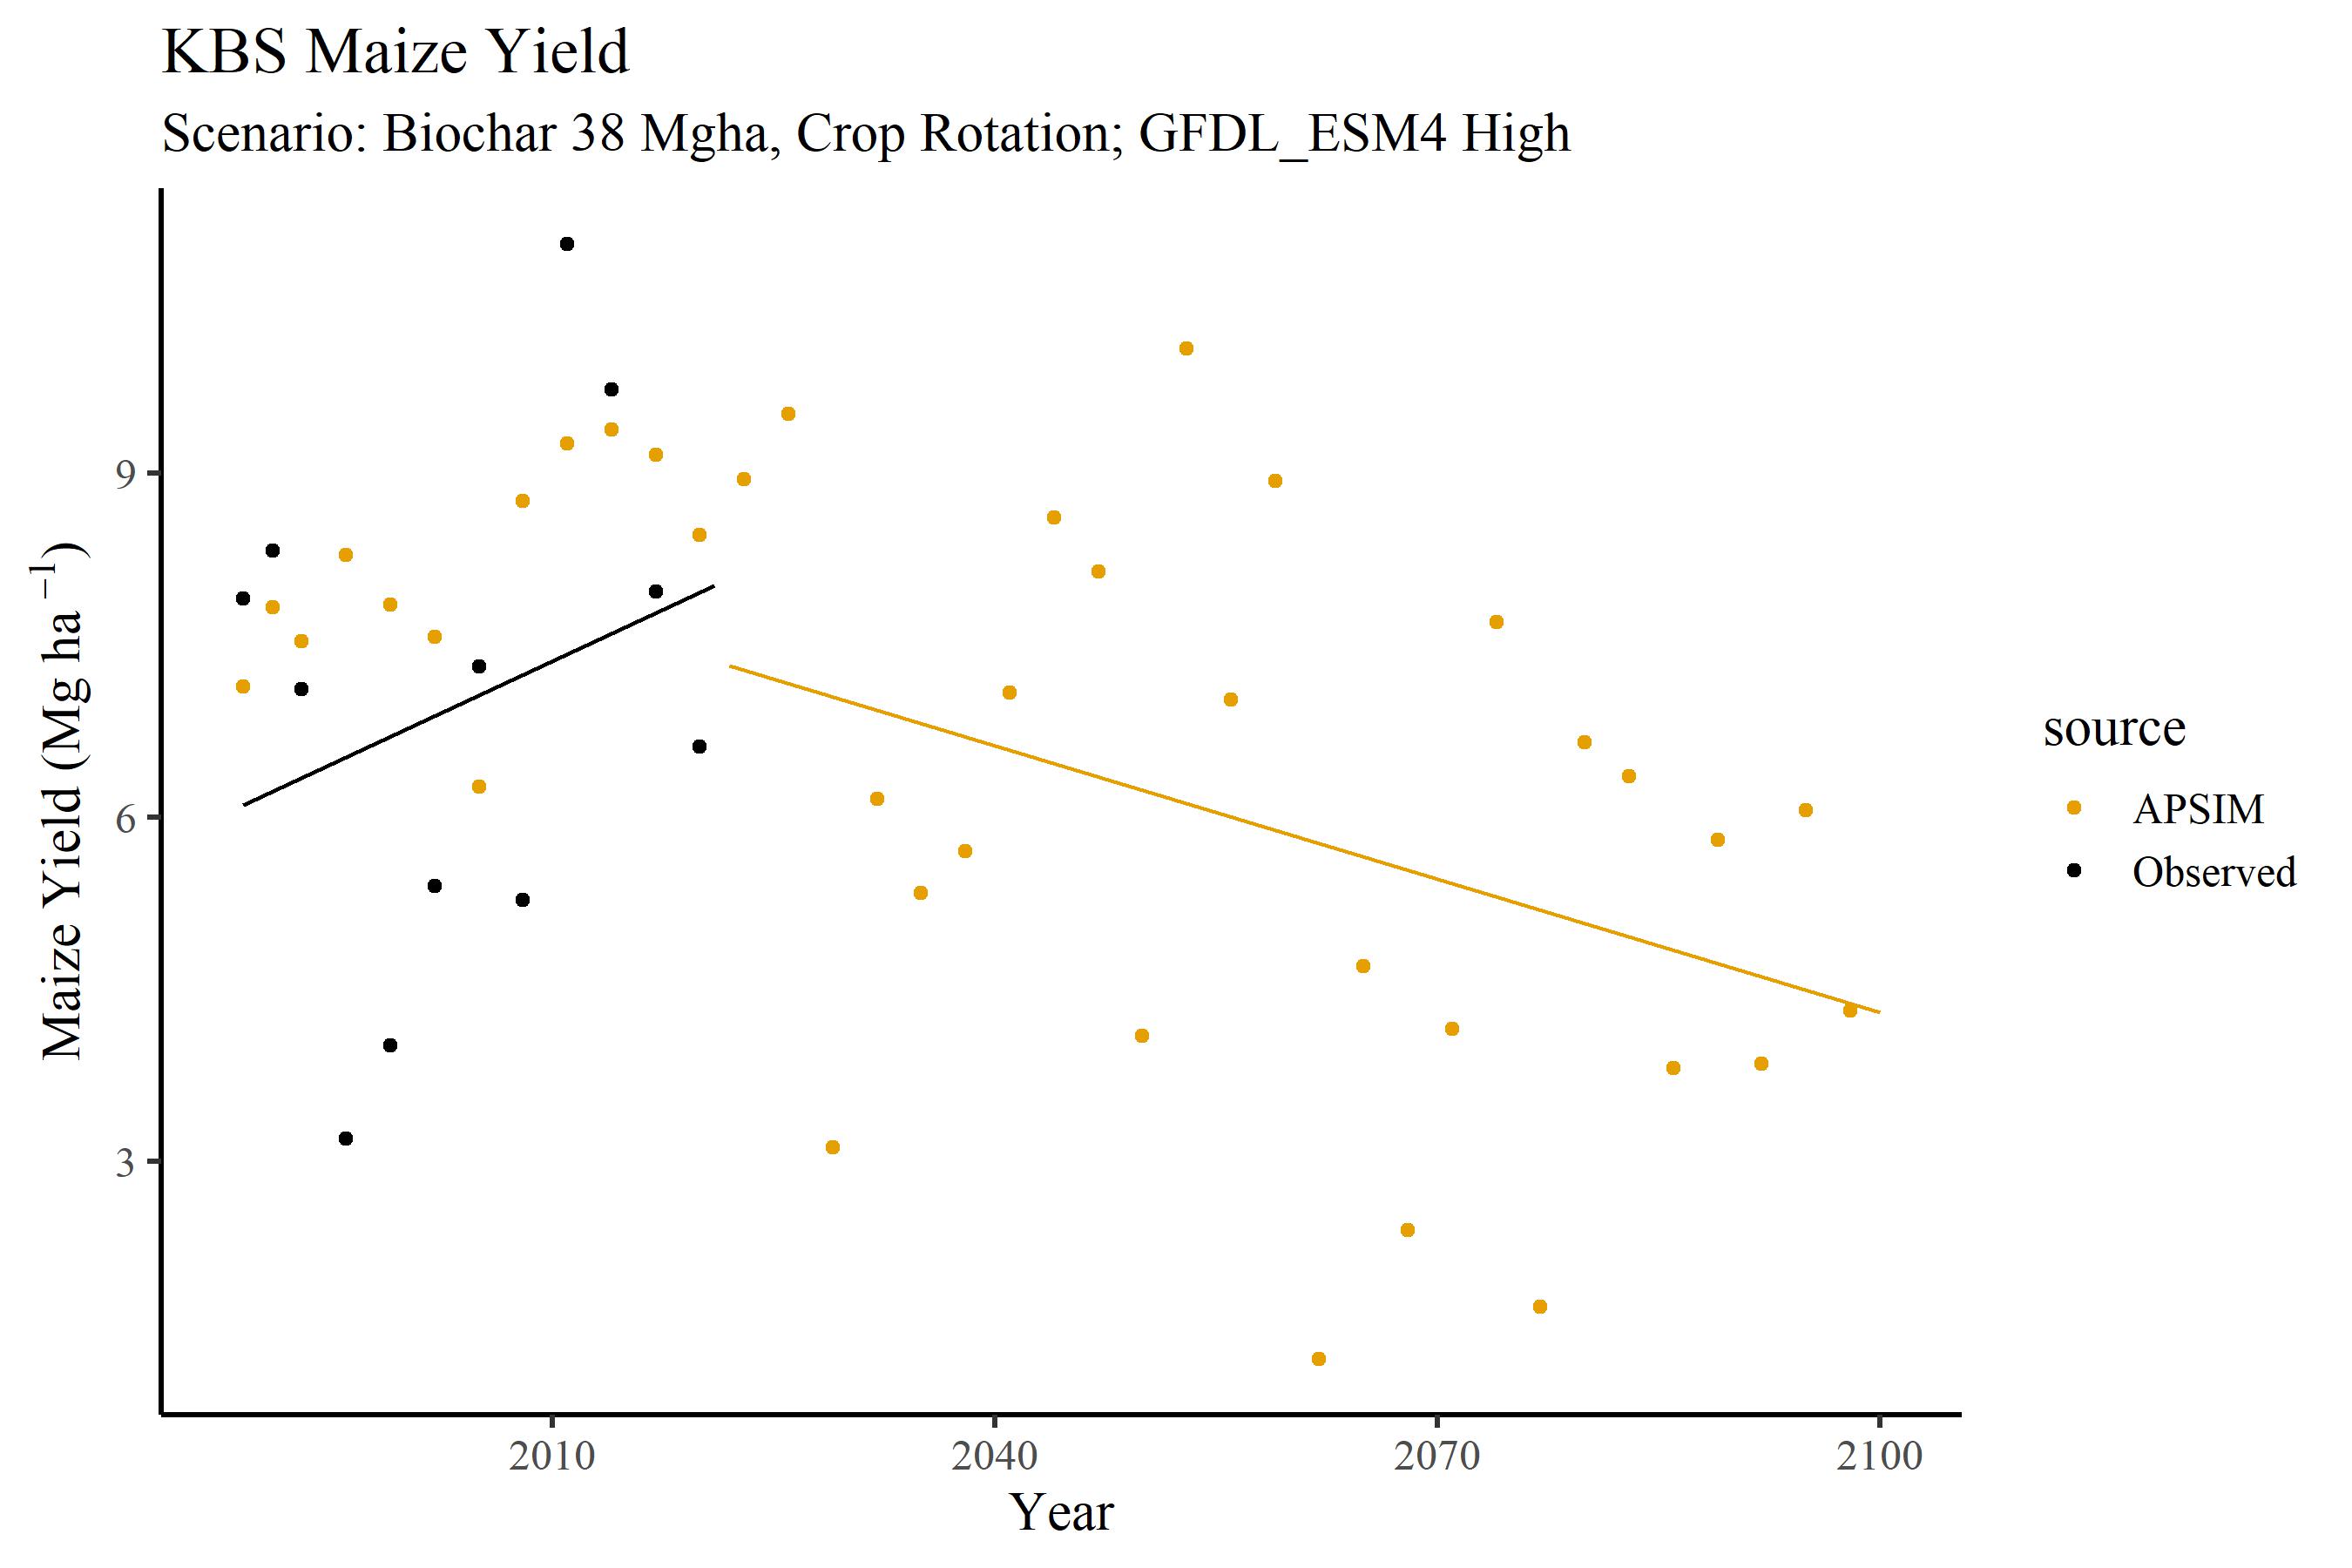 KBS Maize Yield
Scenario: Biochar 38 Mgha, Crop Rotation; GFDL_ESM4 High
Maize Yield (Mg ha⁻¹)
9
6
3
2010
2040
2070
2100
Year
source
APSIM
Observed